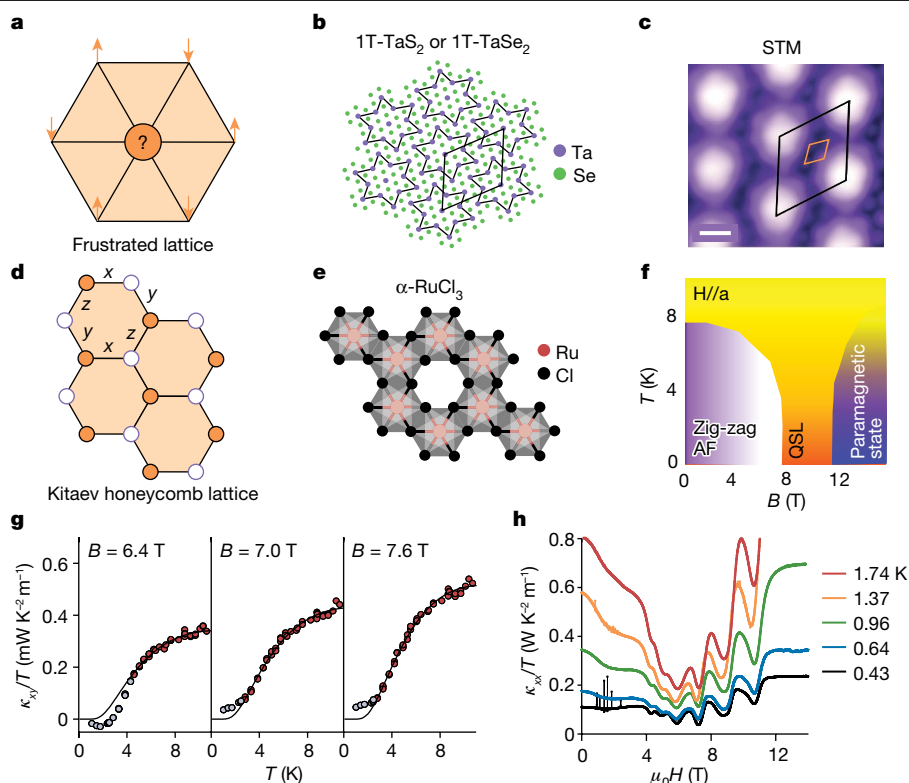 a
?
Frustrated lattice
b
1T-TaS₂ or 1T-TaSe₂
Ta
Se
c
STM
d
x
z
y
y
z
x
Kitaev honeycomb lattice
e
α-RuCl₃
Ru
Cl
f
H//a
8
4
0
T (K)
Zig-zag
AF
QSL
Paramagnetic
state
0 4 8 12
B (T)
g
B = 6.4 T
B = 7.0 T
B = 7.6 T
0.6
0.4
0.2
0
κxy/T (mW K⁻² m⁻¹)
0 4 8 0 4 8 0 4 8
T (K)
h
0.8
0.6
0.4
0.2
0
κxx/T (W K⁻² m⁻¹)
0 4 8 12
μ₀H (T)
1.74 K
1.37
0.96
0.64
0.43